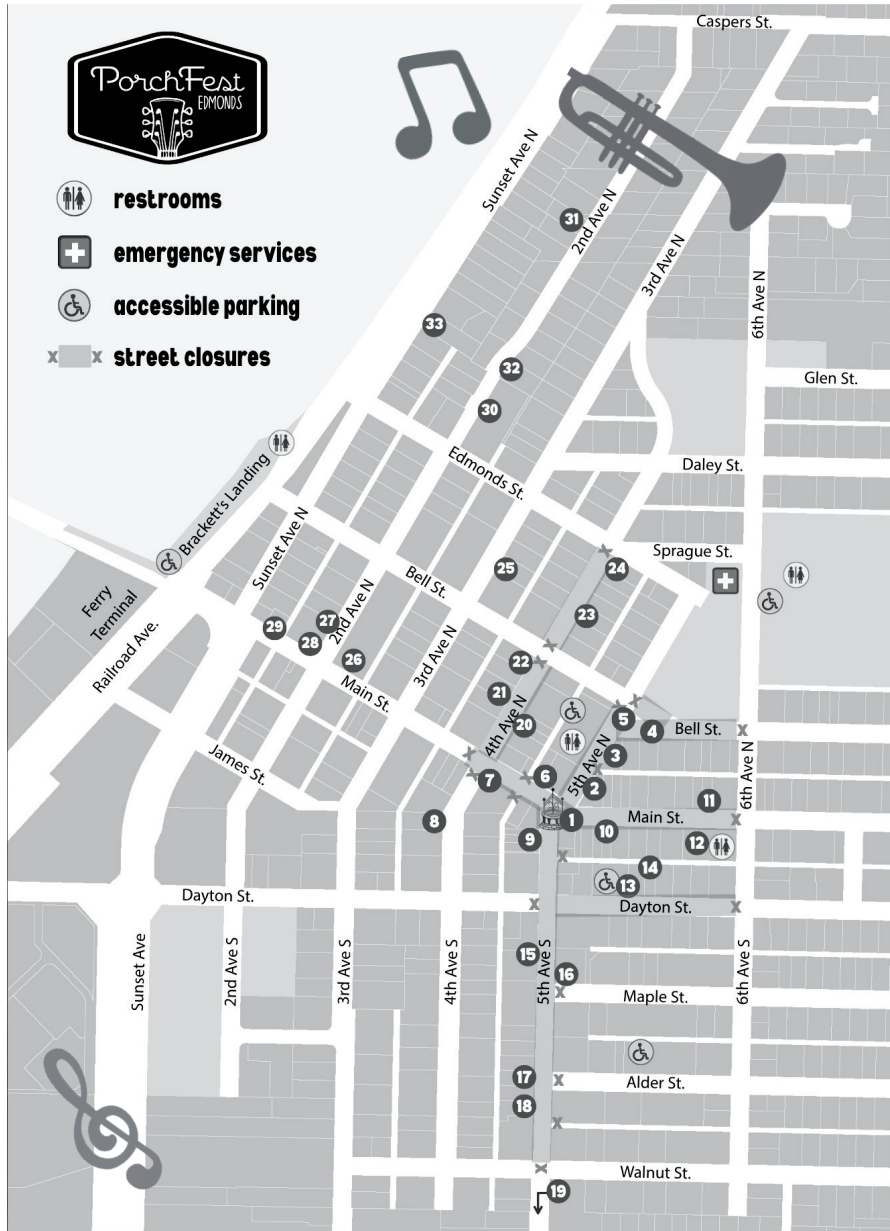 PorchFest
EDMONDS
restrooms
emergency services
accessible parking
x x street closures
Caspers St.
Sunset Ave N
31
2nd Ave N
3rd Ave N
6th Ave N
33
32
30
Glen St.
Edmonds St.
Daley St.
Brackett's Landing
Ferry
Terminal
Railroad Ave.
Sunset Ave N
Bell St.
25
24
Sprague St.
23
29
28
27
2nd Ave N
26
3rd Ave N
Main St.
22
21
20
4th Ave N
5
4
Bell St.
3
5th Ave N
2
6th Ave N
James St.
7
6
8
9
1
10
11
Main St.
12
14
13
Dayton St.
Dayton St.
15
16
Sunset Ave
2nd Ave S
3rd Ave S
4th Ave S
5th Ave S
6th Ave S
Maple St.
17
18
Alder St.
Walnut St.
19